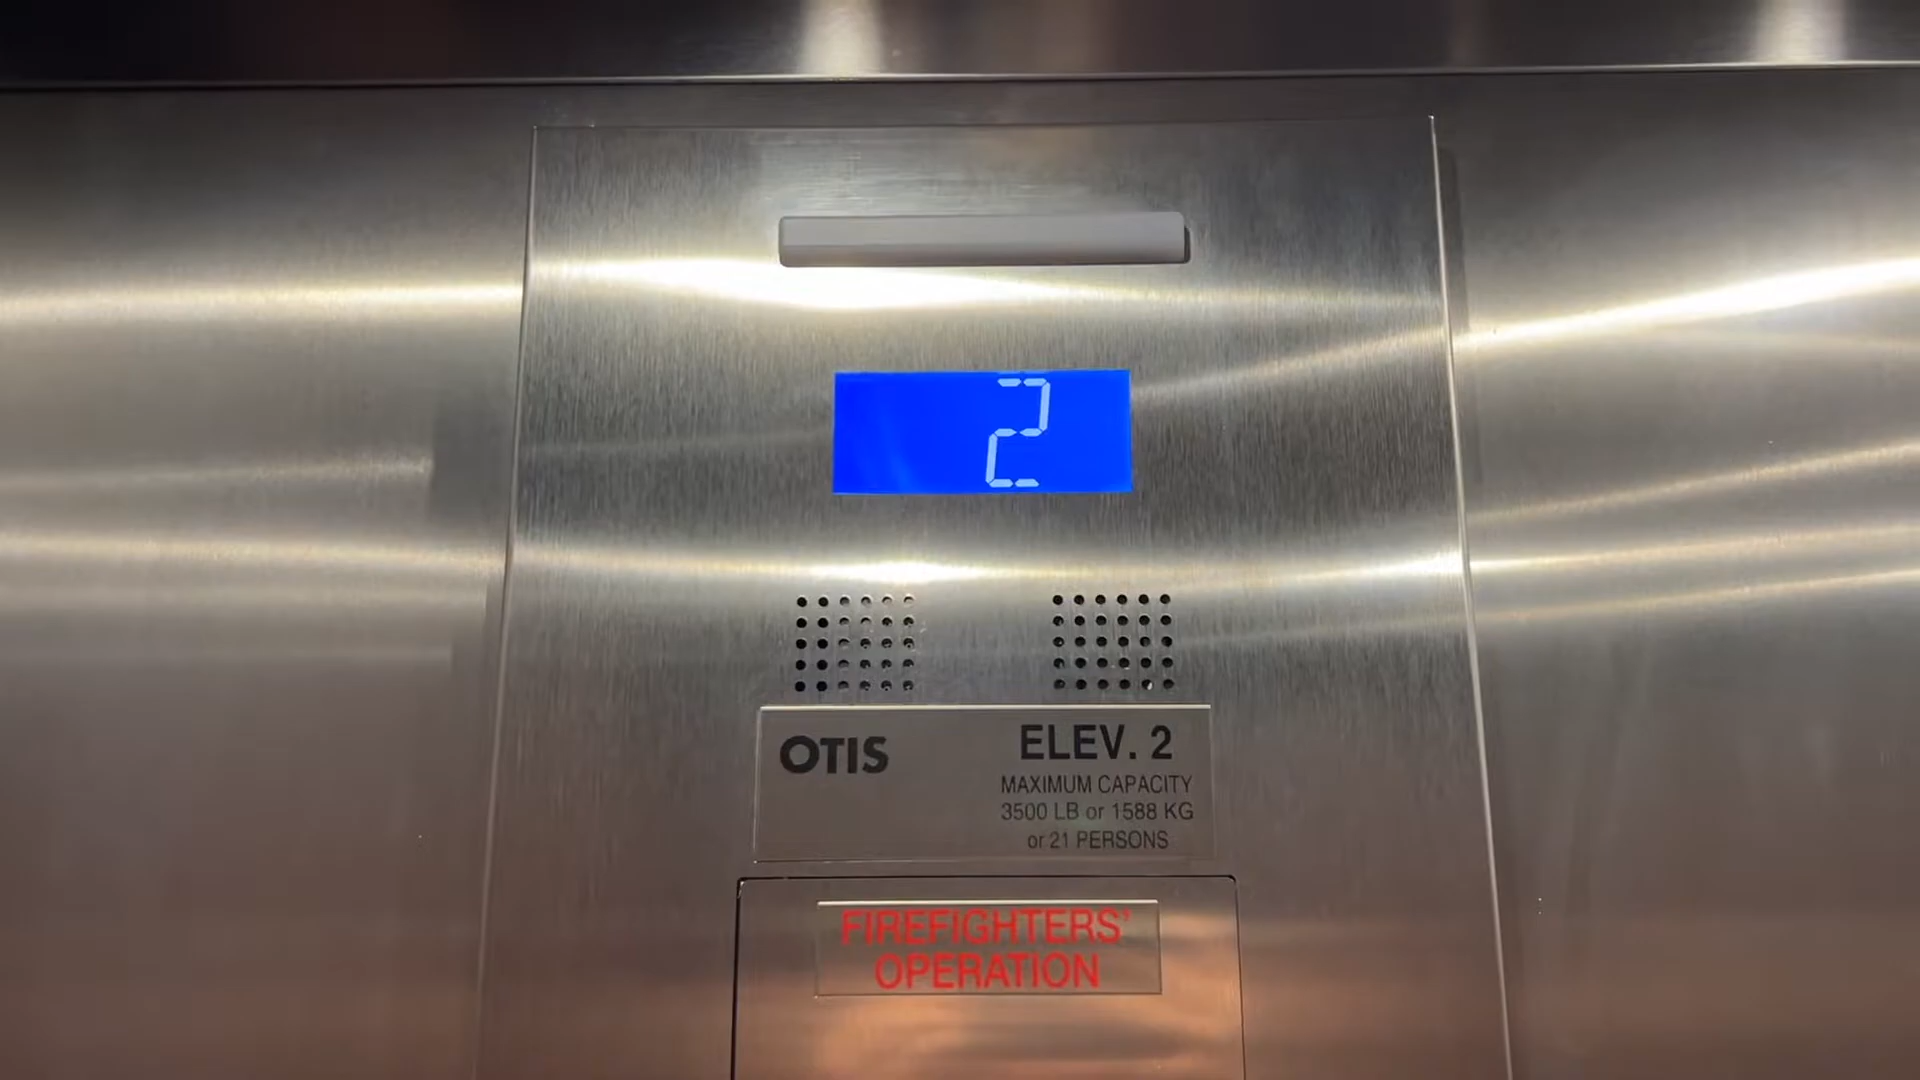 2
OTIS
ELEV. 2
MAXIMUM CAPACITY
3500 LB or 1588 KG
or 21 PERSONS
FIREFIGHTERS'
OPERATION